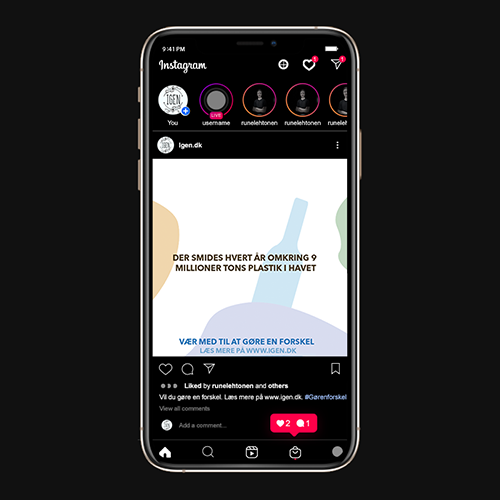 9:41 PM
Instagram
1
1
IGEN
LIVE
You
username
runelehtonen
runelehtonen
runeleh
IGEN
Igen.dk
DER SMIDES HVERT ÅR OMKRING 9
MILLIONER TONS PLASTIK I HAVET
VÆR MED TIL AT GØRE EN FORSKEL
LÆS MERE PÅ WWW.IGEN.DK
Liked by runelehtonen and others
Vil du gøre en forskel. Læs mere på www.igen.dk. #Gørenforskel
View all comments
Add a comment...
2 1